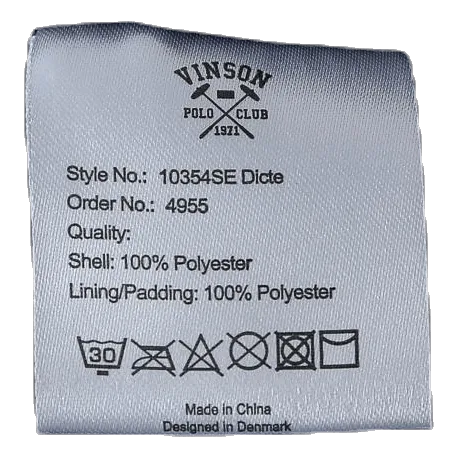 VINSON
POLO CLUB
1971
Style No.: 10354SE Dicte
Order No.: 4955
Quality:
Shell: 100% Polyester
Lining/Padding: 100% Polyester
30
Made in China
Designed in Denmark